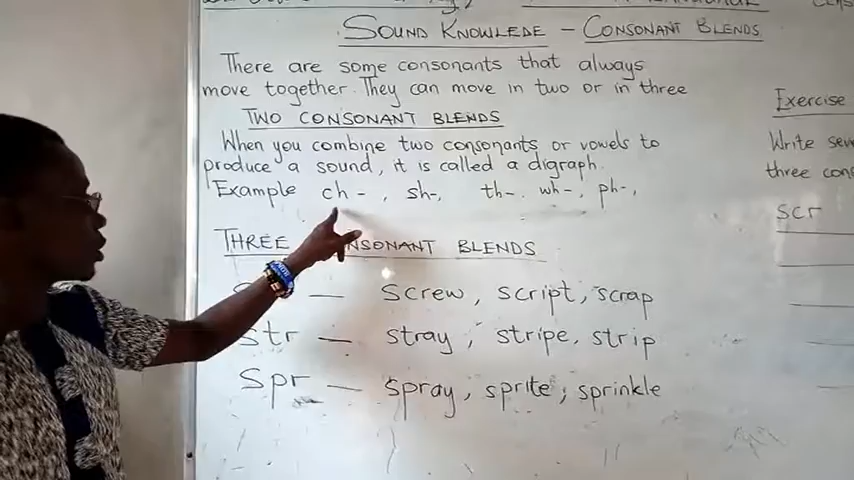 SOUND KNOWLEDE - CONSONANT BLENDS
There are some consonants that always
move together. They can move in two or in three
TWO CONSONANT BLENDS
When you combine two consonants or vowels to
produce a sound, it is called a digraph.
Example ch - , sh-, th-, wh-, ph-,
THREE CONSONANT BLENDS
— screw, script, scrap
str — stray, stripe, strip
spr — spray, sprite, sprinkle
Exercise
Write
three
scr